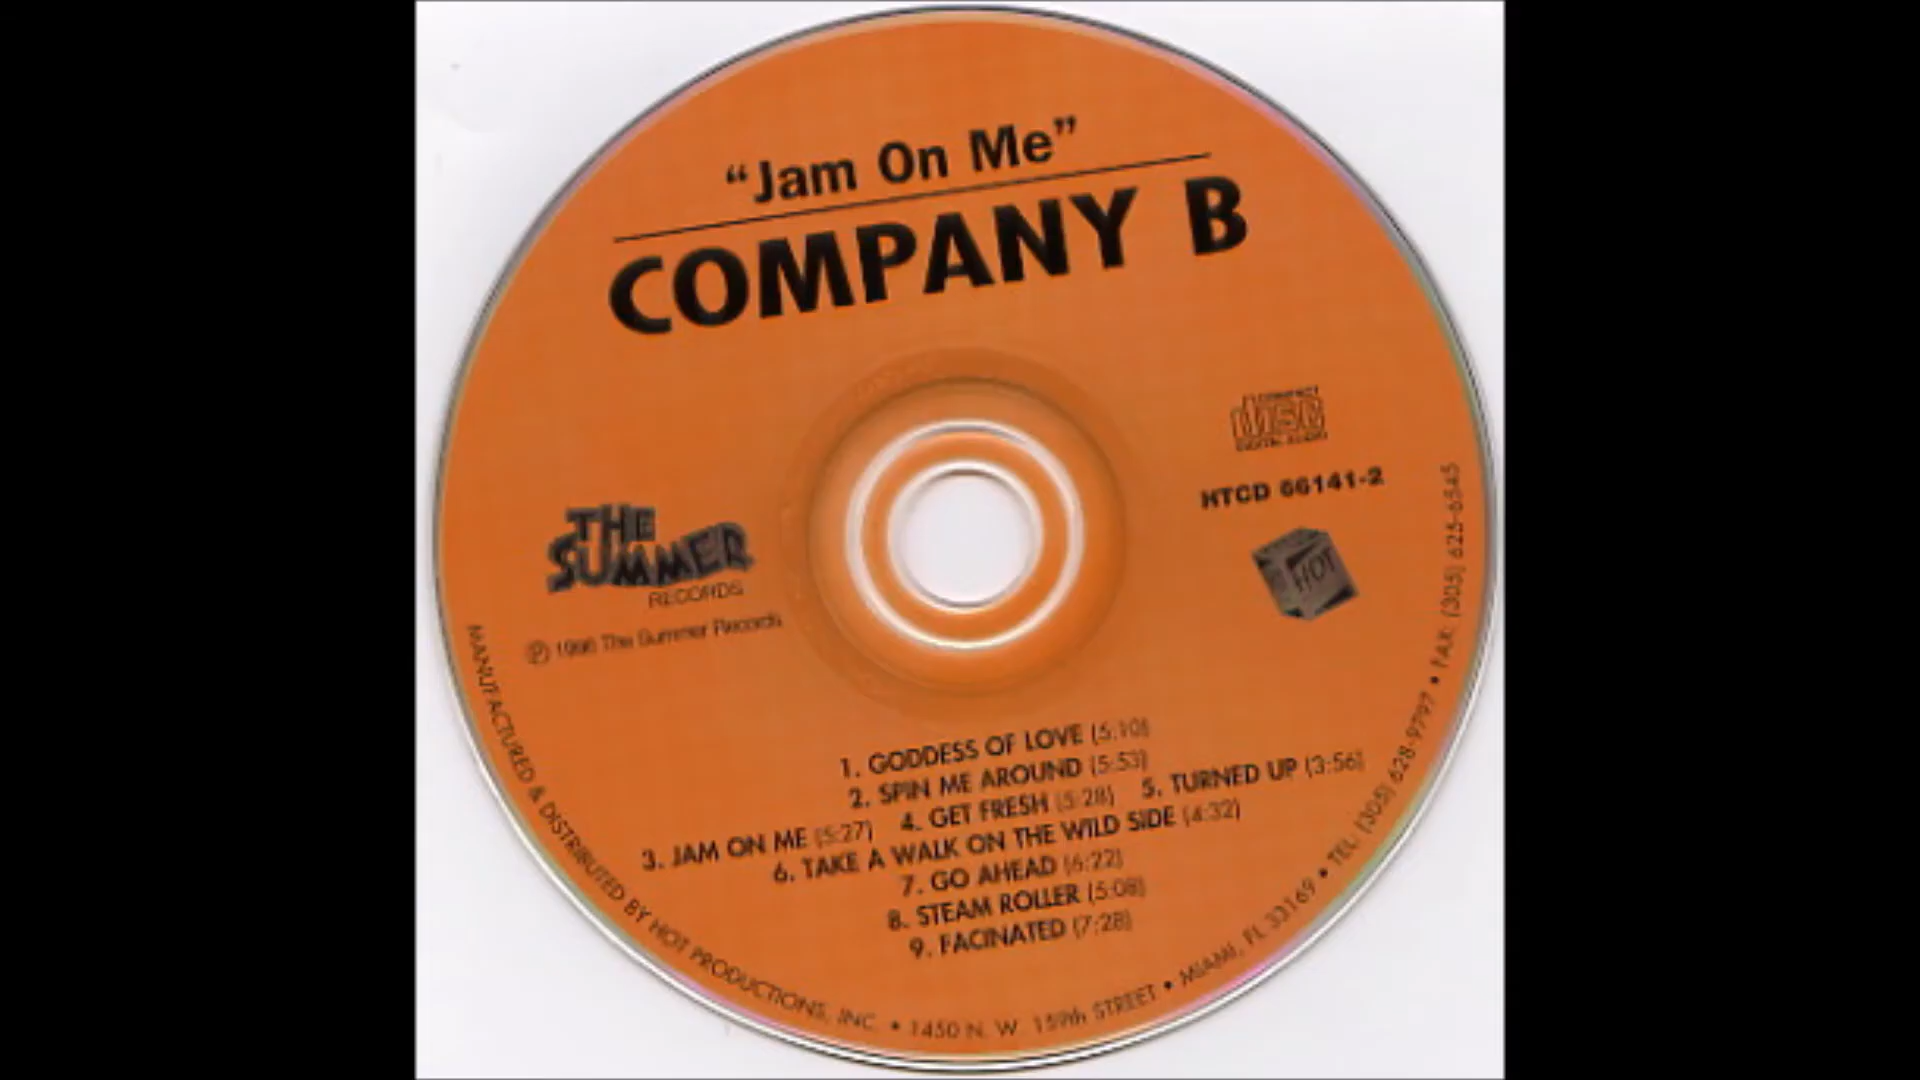 “Jam On Me”
COMPANY B
COMPACT
disc
DIGITAL AUDIO
HTCD 66141-2
HOT
THE
SUMMER
RECORDS
Ⓟ 1996 The Summer Records
1. GODDESS OF LOVE (5:10)
2. SPIN ME AROUND (5:53)
3. JAM ON ME (5:27) 4. GET FRESH (5:28) 5. TURNED UP (3:56)
6. TAKE A WALK ON THE WILD SIDE (4:32)
7. GO AHEAD (6:22)
8. STEAM ROLLER (5:08)
9. FACINATED (7:28)
MANUFACTURED & DISTRIBUTED BY HOT PRODUCTIONS, INC. • 1450 N. W. 159th STREET • MIAMI, FL 33169 • TEL: (305) 628-9797 • FAX: (305) 625-6545